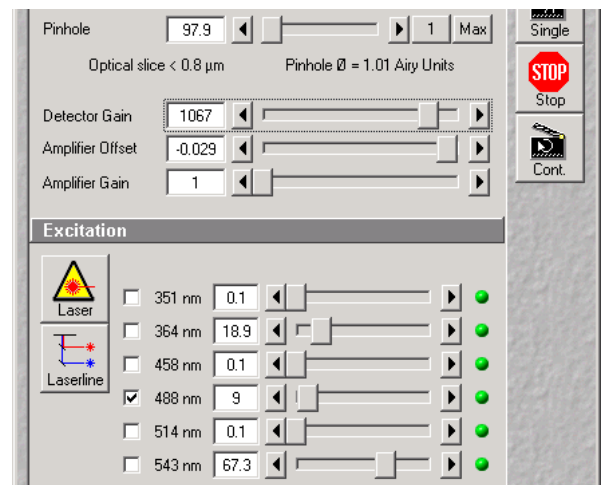 Pinhole 97.9 1 Max
Single
Optical slice < 0.8 µm Pinhole Ø = 1.01 Airy Units
STOP
Stop
Detector Gain 1067
Amplifier Offset -0.029
Cont.
Amplifier Gain 1
Excitation
Laser
351 nm 0.1
364 nm 18.9
Laserline
458 nm 0.1
488 nm 9
514 nm 0.1
543 nm 67.3